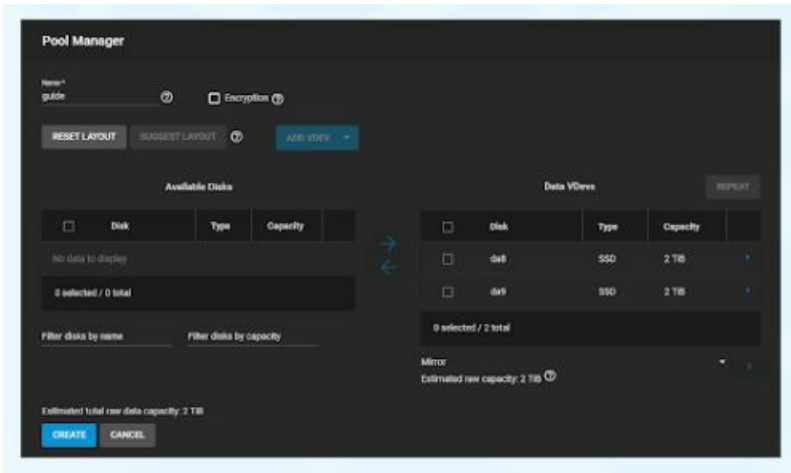 Pool Manager
Name*
guide
Encryption
RESET LAYOUT SUGGEST LAYOUT ADD VDEV
Available Disks
Disk Type Capacity
No data to display
0 selected / 0 total
Filter disks by name Filter disks by capacity
Data VDevs REPEAT
Disk Type Capacity
da8 SSD 2 TiB
da9 SSD 2 TiB
0 selected / 2 total
Mirror
Estimated raw capacity: 2 TiB
Estimated total raw data capacity: 2 TiB
CREATE CANCEL